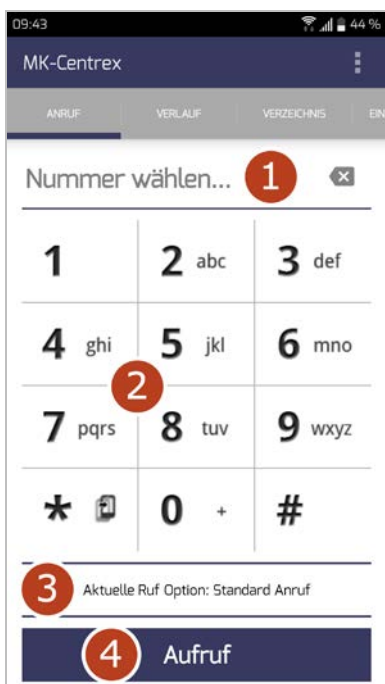 09:43 44 %
MK-Centrex
ANRUF VERLAUF VERZEICHNIS EIN
Nummer wählen... 1
1 2 abc 3 def
4 ghi 5 jkl 6 mno
2
7 pqrs 8 tuv 9 wxyz
* 0 + #
3 Aktuelle Ruf Option: Standard Anruf
4 Aufruf